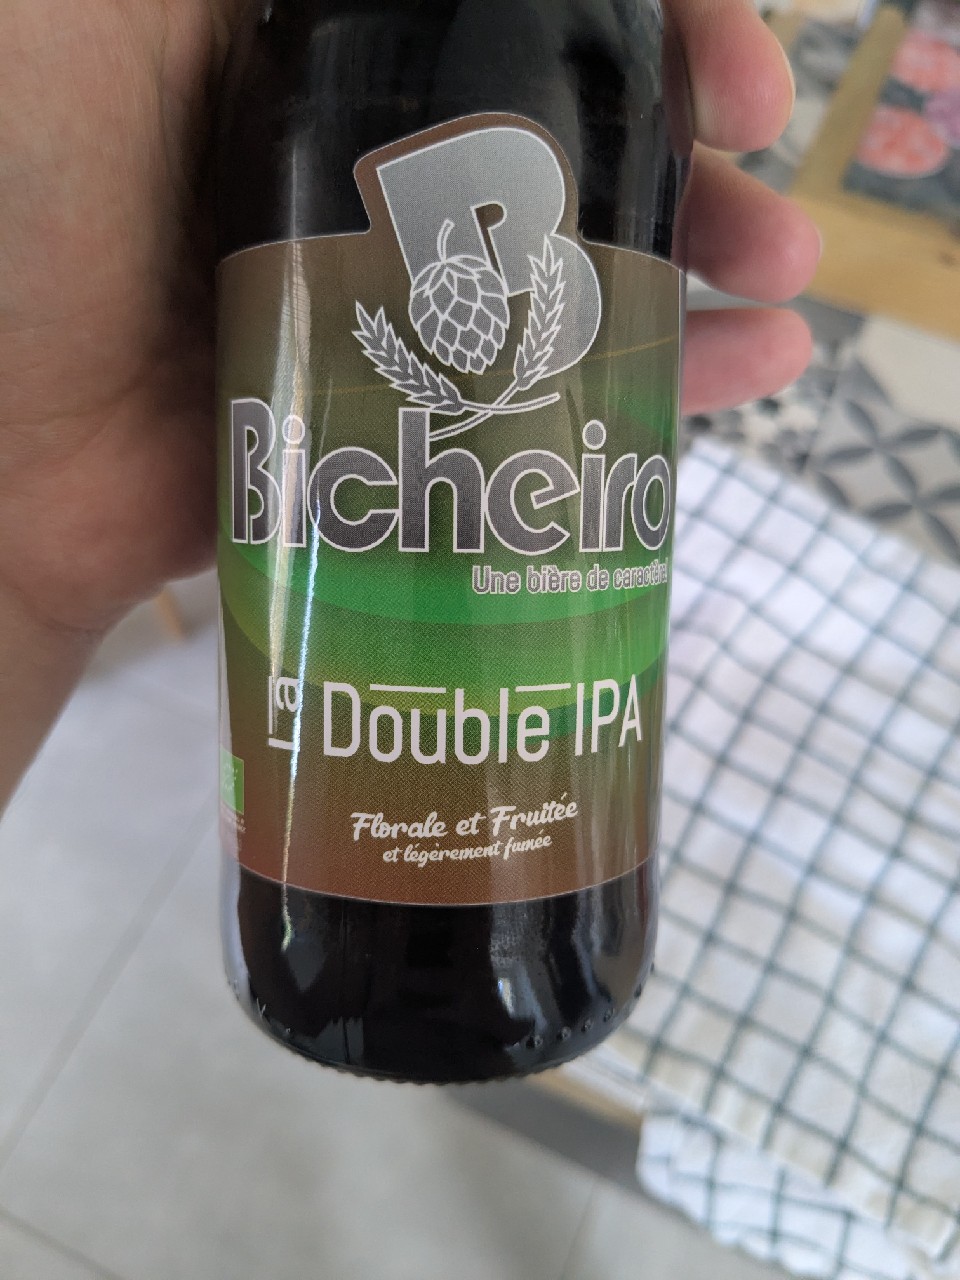 B
Bicheiro
Une bière de caractère!
la Double IPA
Florale et Fruitée
et légèrement fumée